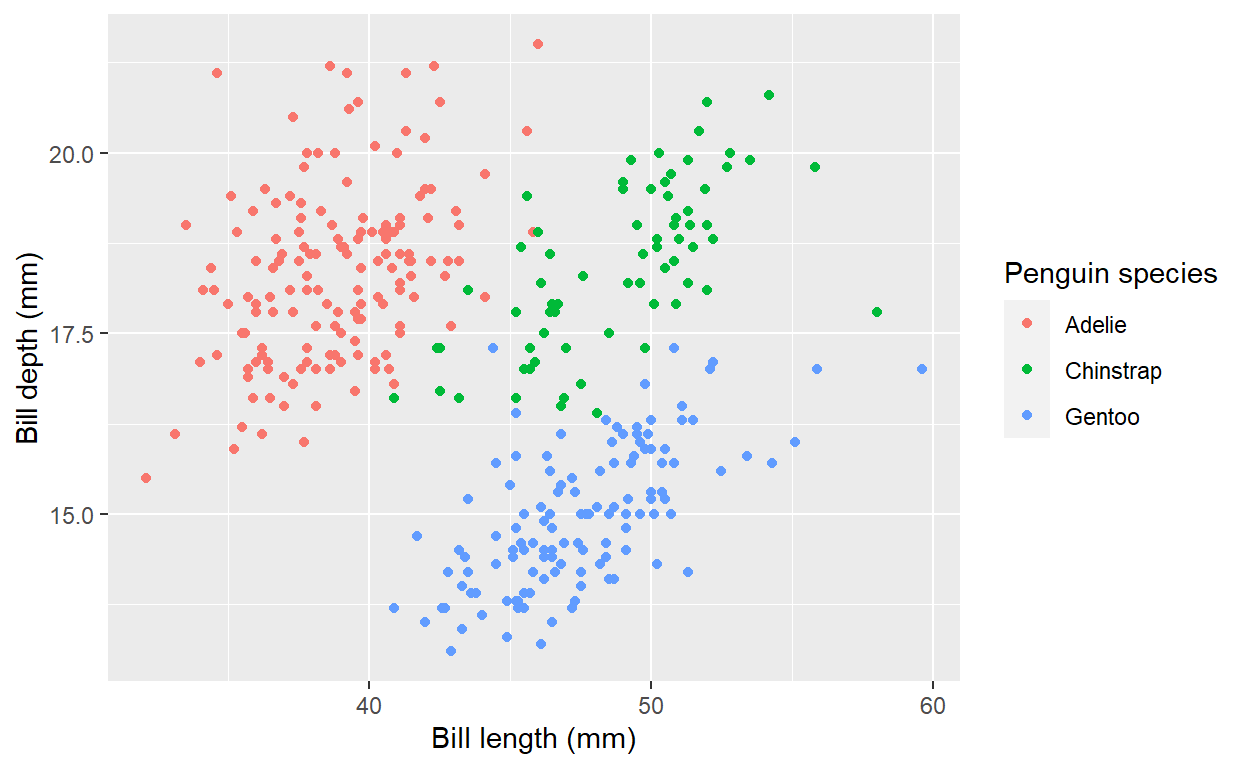 20.0
17.5
15.0
Bill depth (mm)
40 50 60
Bill length (mm)
Penguin species
Adelie
Chinstrap
Gentoo